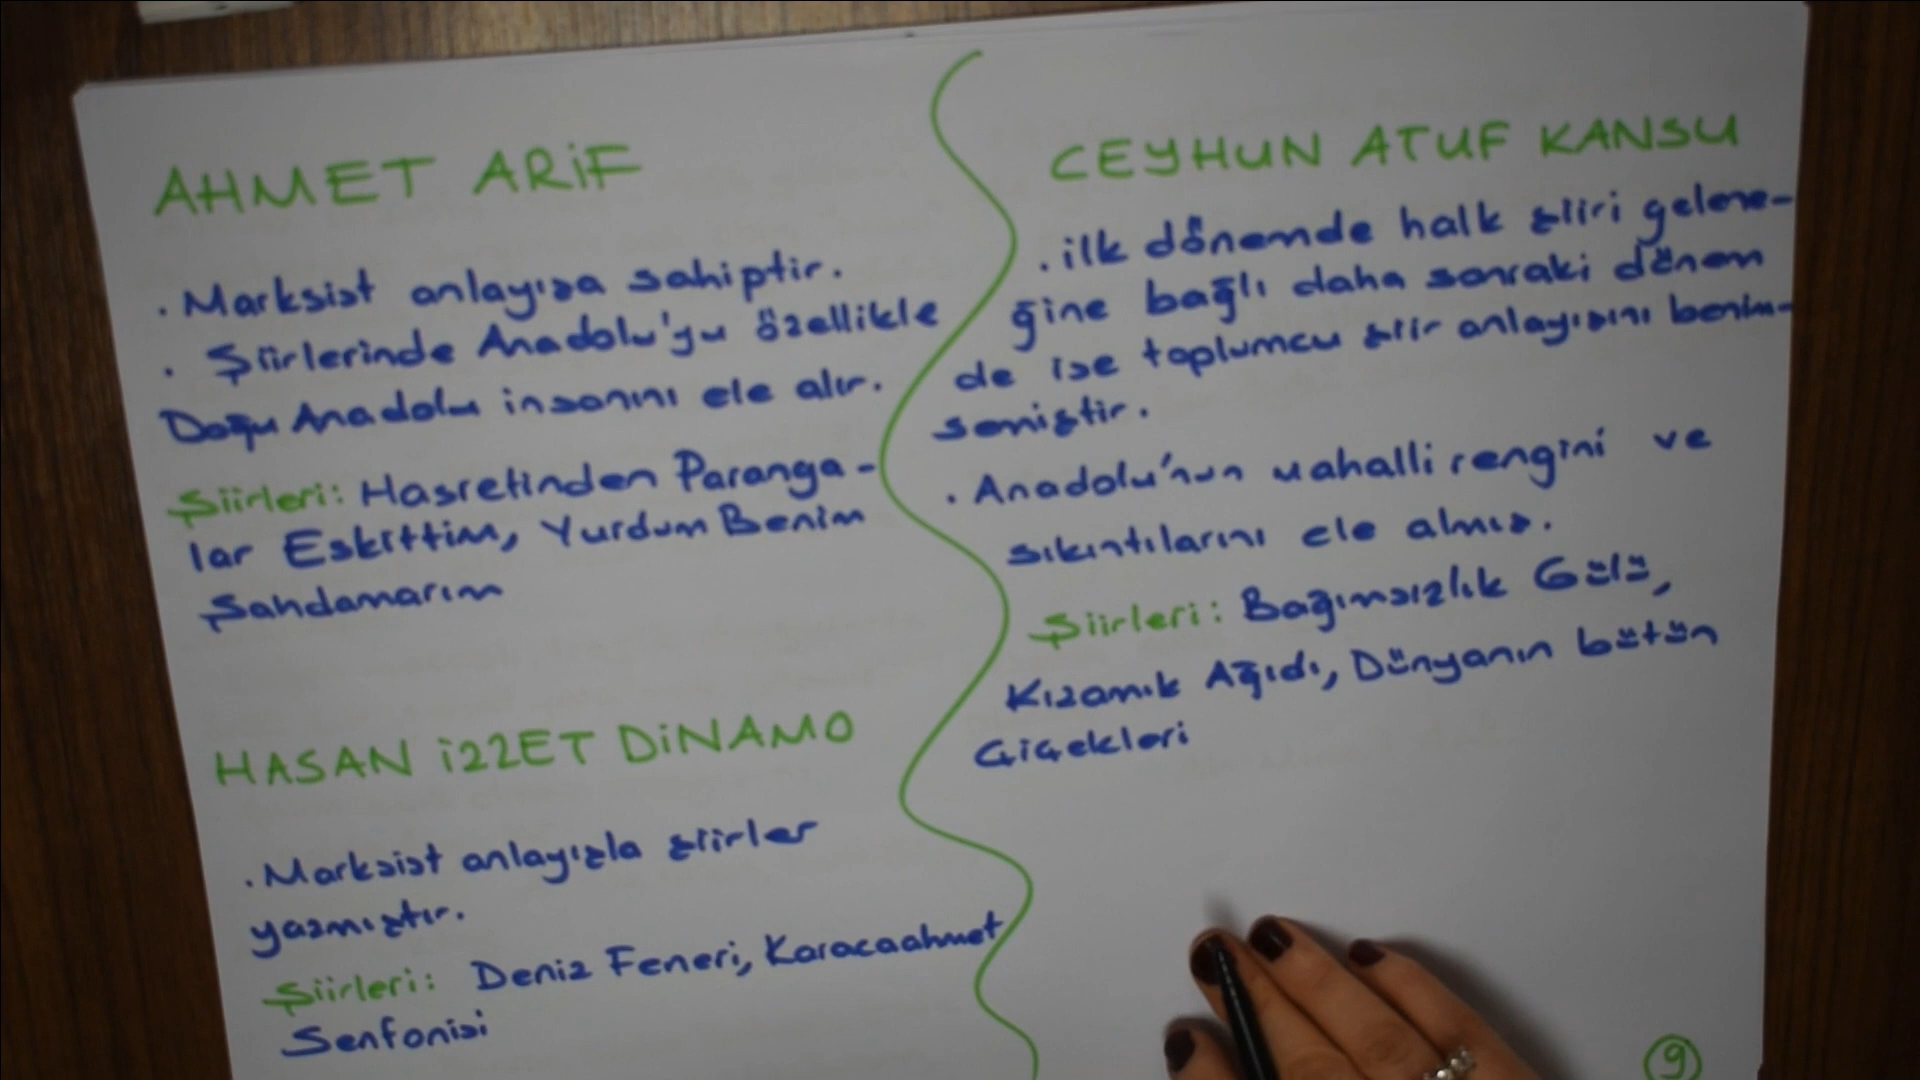 AHMET ARİF
. Marksist anlayışa sahiptir.
. Şiirlerinde Anadolu'yu özellikle
Doğu Anadolu insanını ele alır.
Şiirleri: Hasretinden Paranga-
lar Eskittim, Yurdum Benim
Şahdamarım
HASAN İZZET DİNAMO
. Marksist anlayışla şiirler
yazmıştır.
Şiirleri: Deniz Feneri, Karacaahmet
Senfonisi
CEYHUN ATUF KANSU
. ilk dönemde halk şiiri gelene-
ğine bağlı daha sonraki dönem
de ise toplumcu şiir anlayışını benim-
semiştir.
. Anadolu'nun mahalli rengini ve
sıkıntılarını ele almış.
Şiirleri: Bağımsızlık Gülü,
Kızamık Ağıdı, Dünyanın bütün
Çiçekleri
9